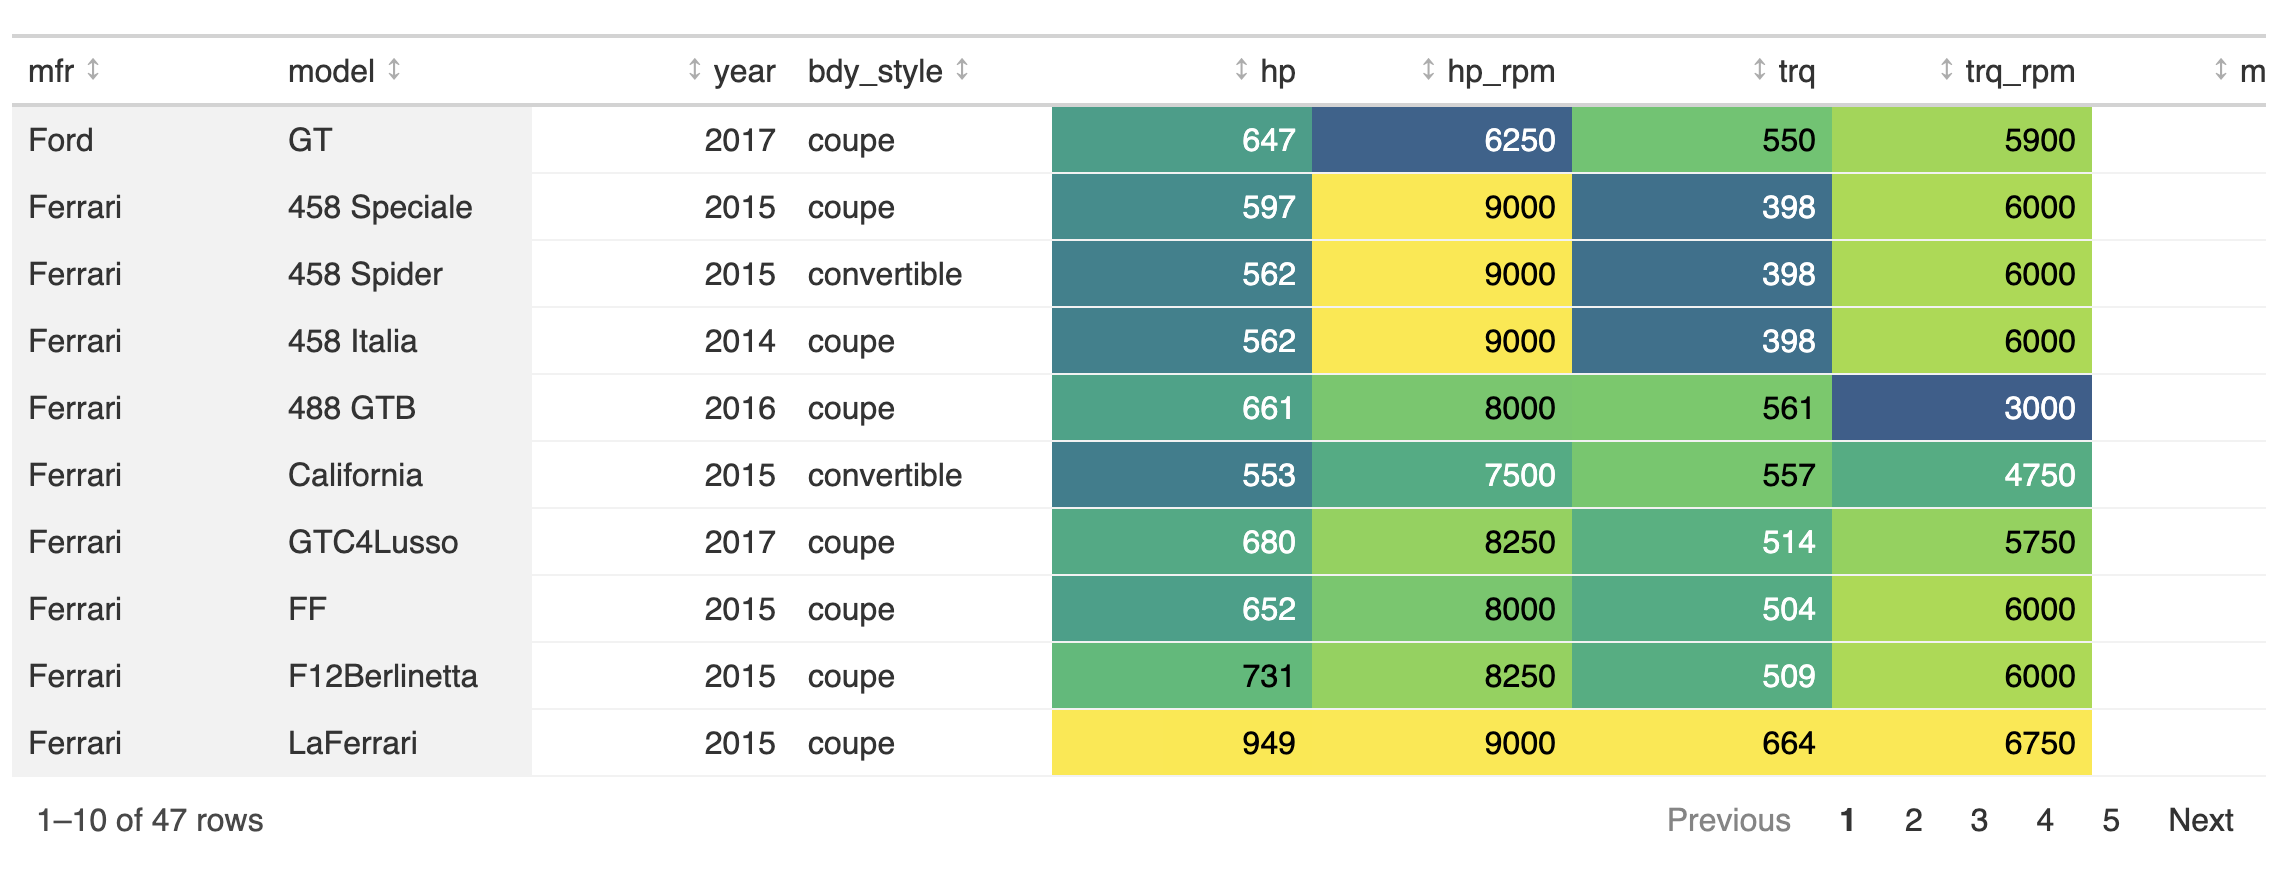 mfr model year bdy_style hp hp_rpm trq trq_rpm m
Ford GT 2017 coupe 647 6250 550 5900
Ferrari 458 Speciale 2015 coupe 597 9000 398 6000
Ferrari 458 Spider 2015 convertible 562 9000 398 6000
Ferrari 458 Italia 2014 coupe 562 9000 398 6000
Ferrari 488 GTB 2016 coupe 661 8000 561 3000
Ferrari California 2015 convertible 553 7500 557 4750
Ferrari GTC4Lusso 2017 coupe 680 8250 514 5750
Ferrari FF 2015 coupe 652 8000 504 6000
Ferrari F12Berlinetta 2015 coupe 731 8250 509 6000
Ferrari LaFerrari 2015 coupe 949 9000 664 6750
1–10 of 47 rows Previous 1 2 3 4 5 Next